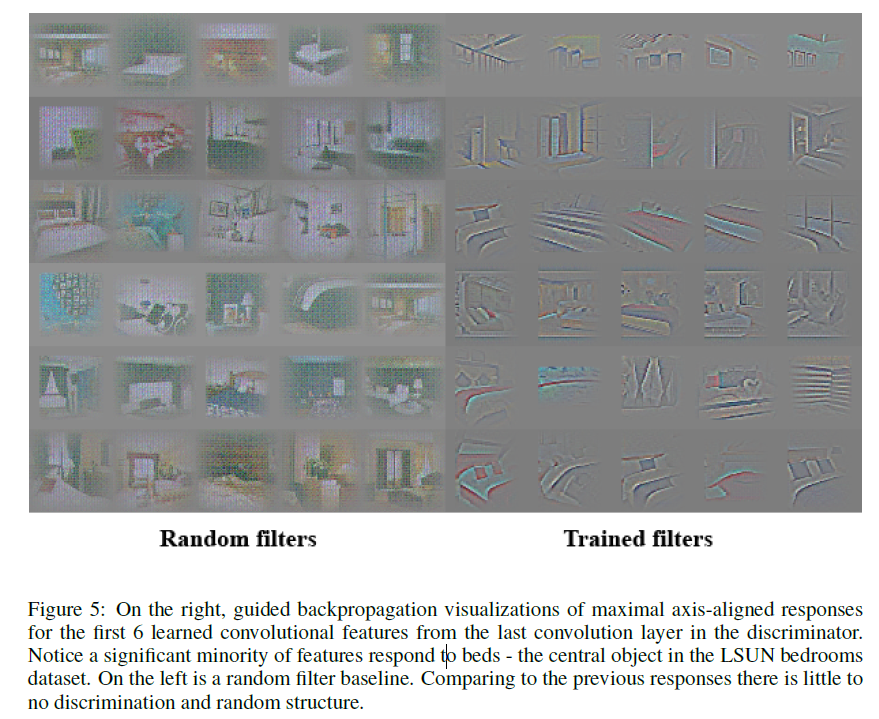 Random filters
Trained filters
Figure 5: On the right, guided backpropagation visualizations of maximal axis-aligned responses
for the first 6 learned convolutional features from the last convolution layer in the discriminator.
Notice a significant minority of features respond to beds - the central object in the LSUN bedrooms
dataset. On the left is a random filter baseline. Comparing to the previous responses there is little to
no discrimination and random structure.